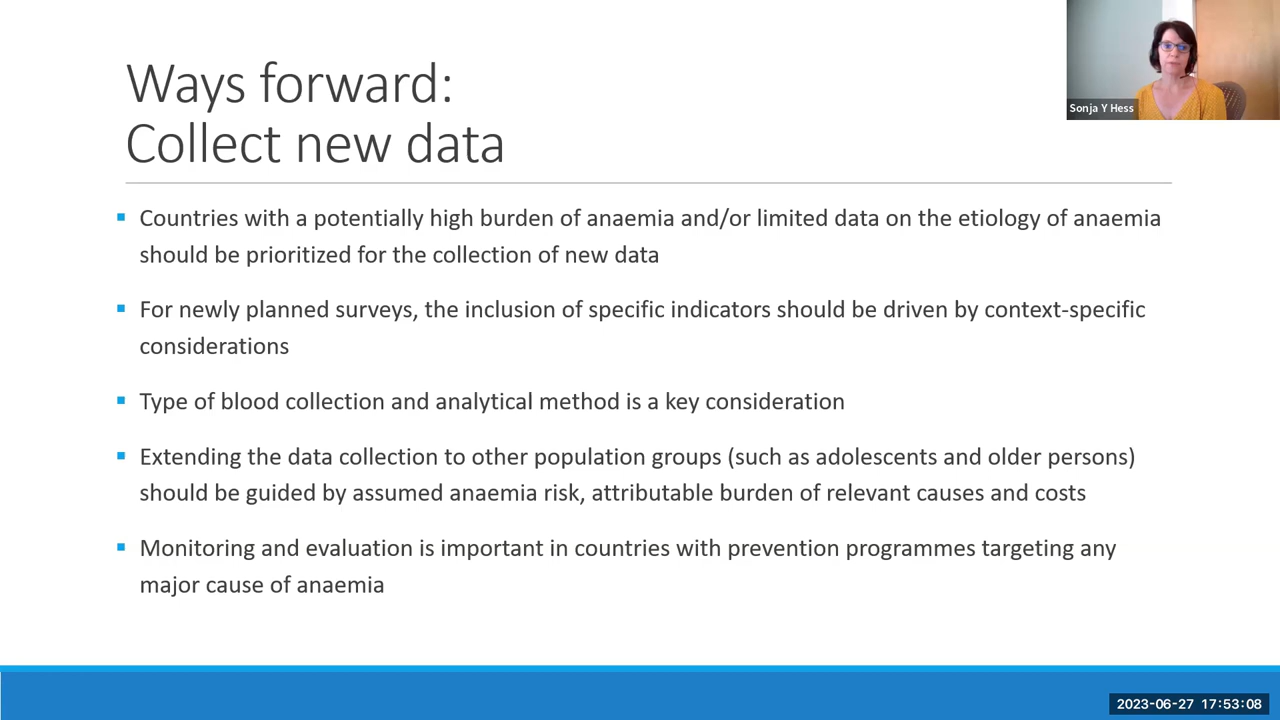 Ways forward:
Collect new data
Sonja Y Hess
▪ Countries with a potentially high burden of anaemia and/or limited data on the etiology of anaemia
should be prioritized for the collection of new data
▪ For newly planned surveys, the inclusion of specific indicators should be driven by context-specific
considerations
▪ Type of blood collection and analytical method is a key consideration
▪ Extending the data collection to other population groups (such as adolescents and older persons)
should be guided by assumed anaemia risk, attributable burden of relevant causes and costs
▪ Monitoring and evaluation is important in countries with prevention programmes targeting any
major cause of anaemia
2023-06-27 17:53:08